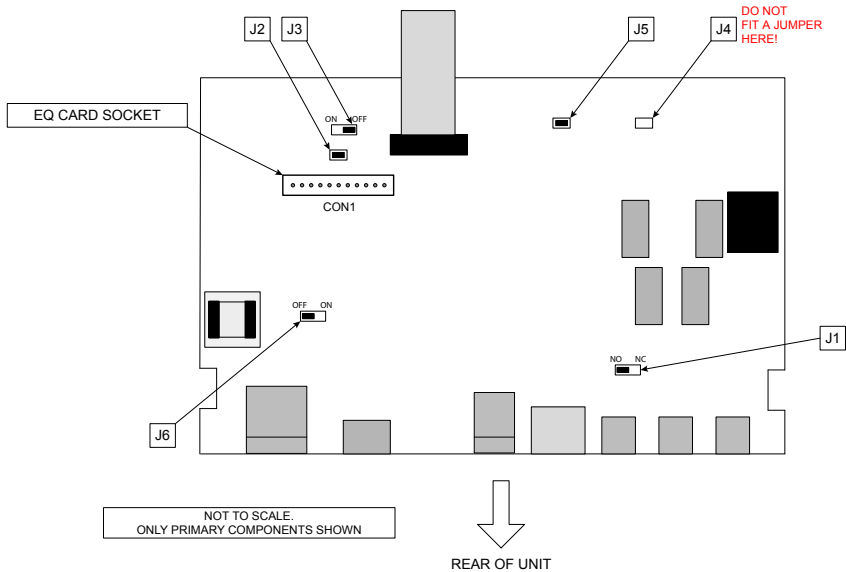 DO NOT
FIT A JUMPER
HERE!
J2
J3
J5
J4
EQ CARD SOCKET
ON OFF
CON1
OFF ON
NO NC
J1
J6
NOT TO SCALE.
ONLY PRIMARY COMPONENTS SHOWN
REAR OF UNIT